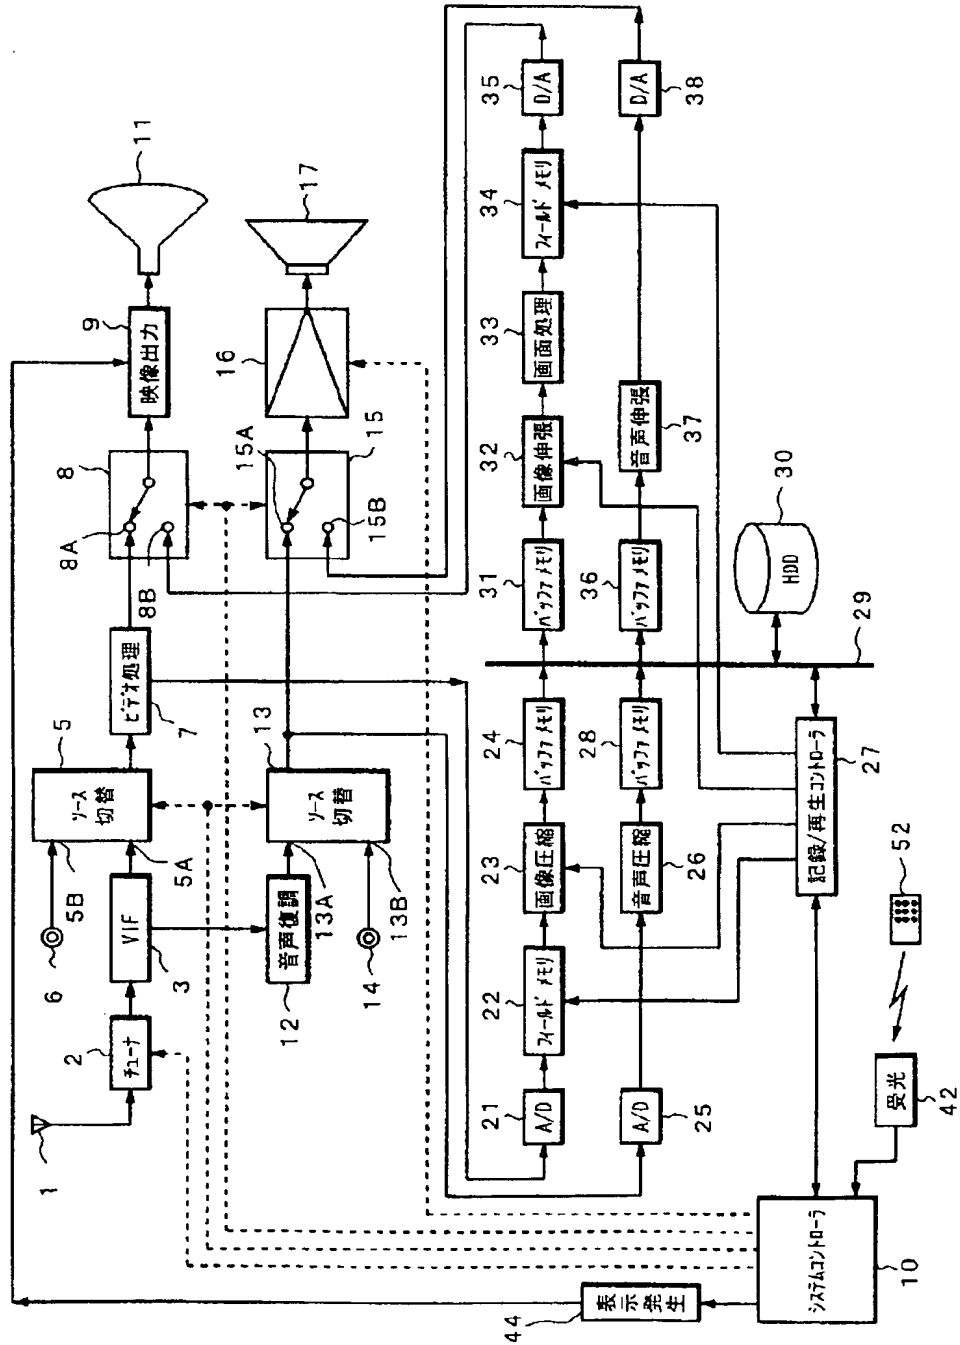 1
2
チューナ
6
5B
3
VIF
5A
5
ソース
切替
7
ビデオ処理
8A
8B
8
9
映像出力
11
12
音声復調
13A
14
13B
13
ソース
切替
15A
15
15B
16
17
21
A/D
22
フィールド メモリ
23
画像圧縮
24
バッファ メモリ
31
バッファ メモリ
32
画像伸張
33
画面処理
34
フィールド メモリ
35
D/A
25
A/D
26
音声圧縮
28
バッファ メモリ
36
バッファ メモリ
37
音声伸張
38
D/A
29
30
HDD
27
記録/再生コントローラ
52
42
受光
10
システムコントローラ
44
表示発生